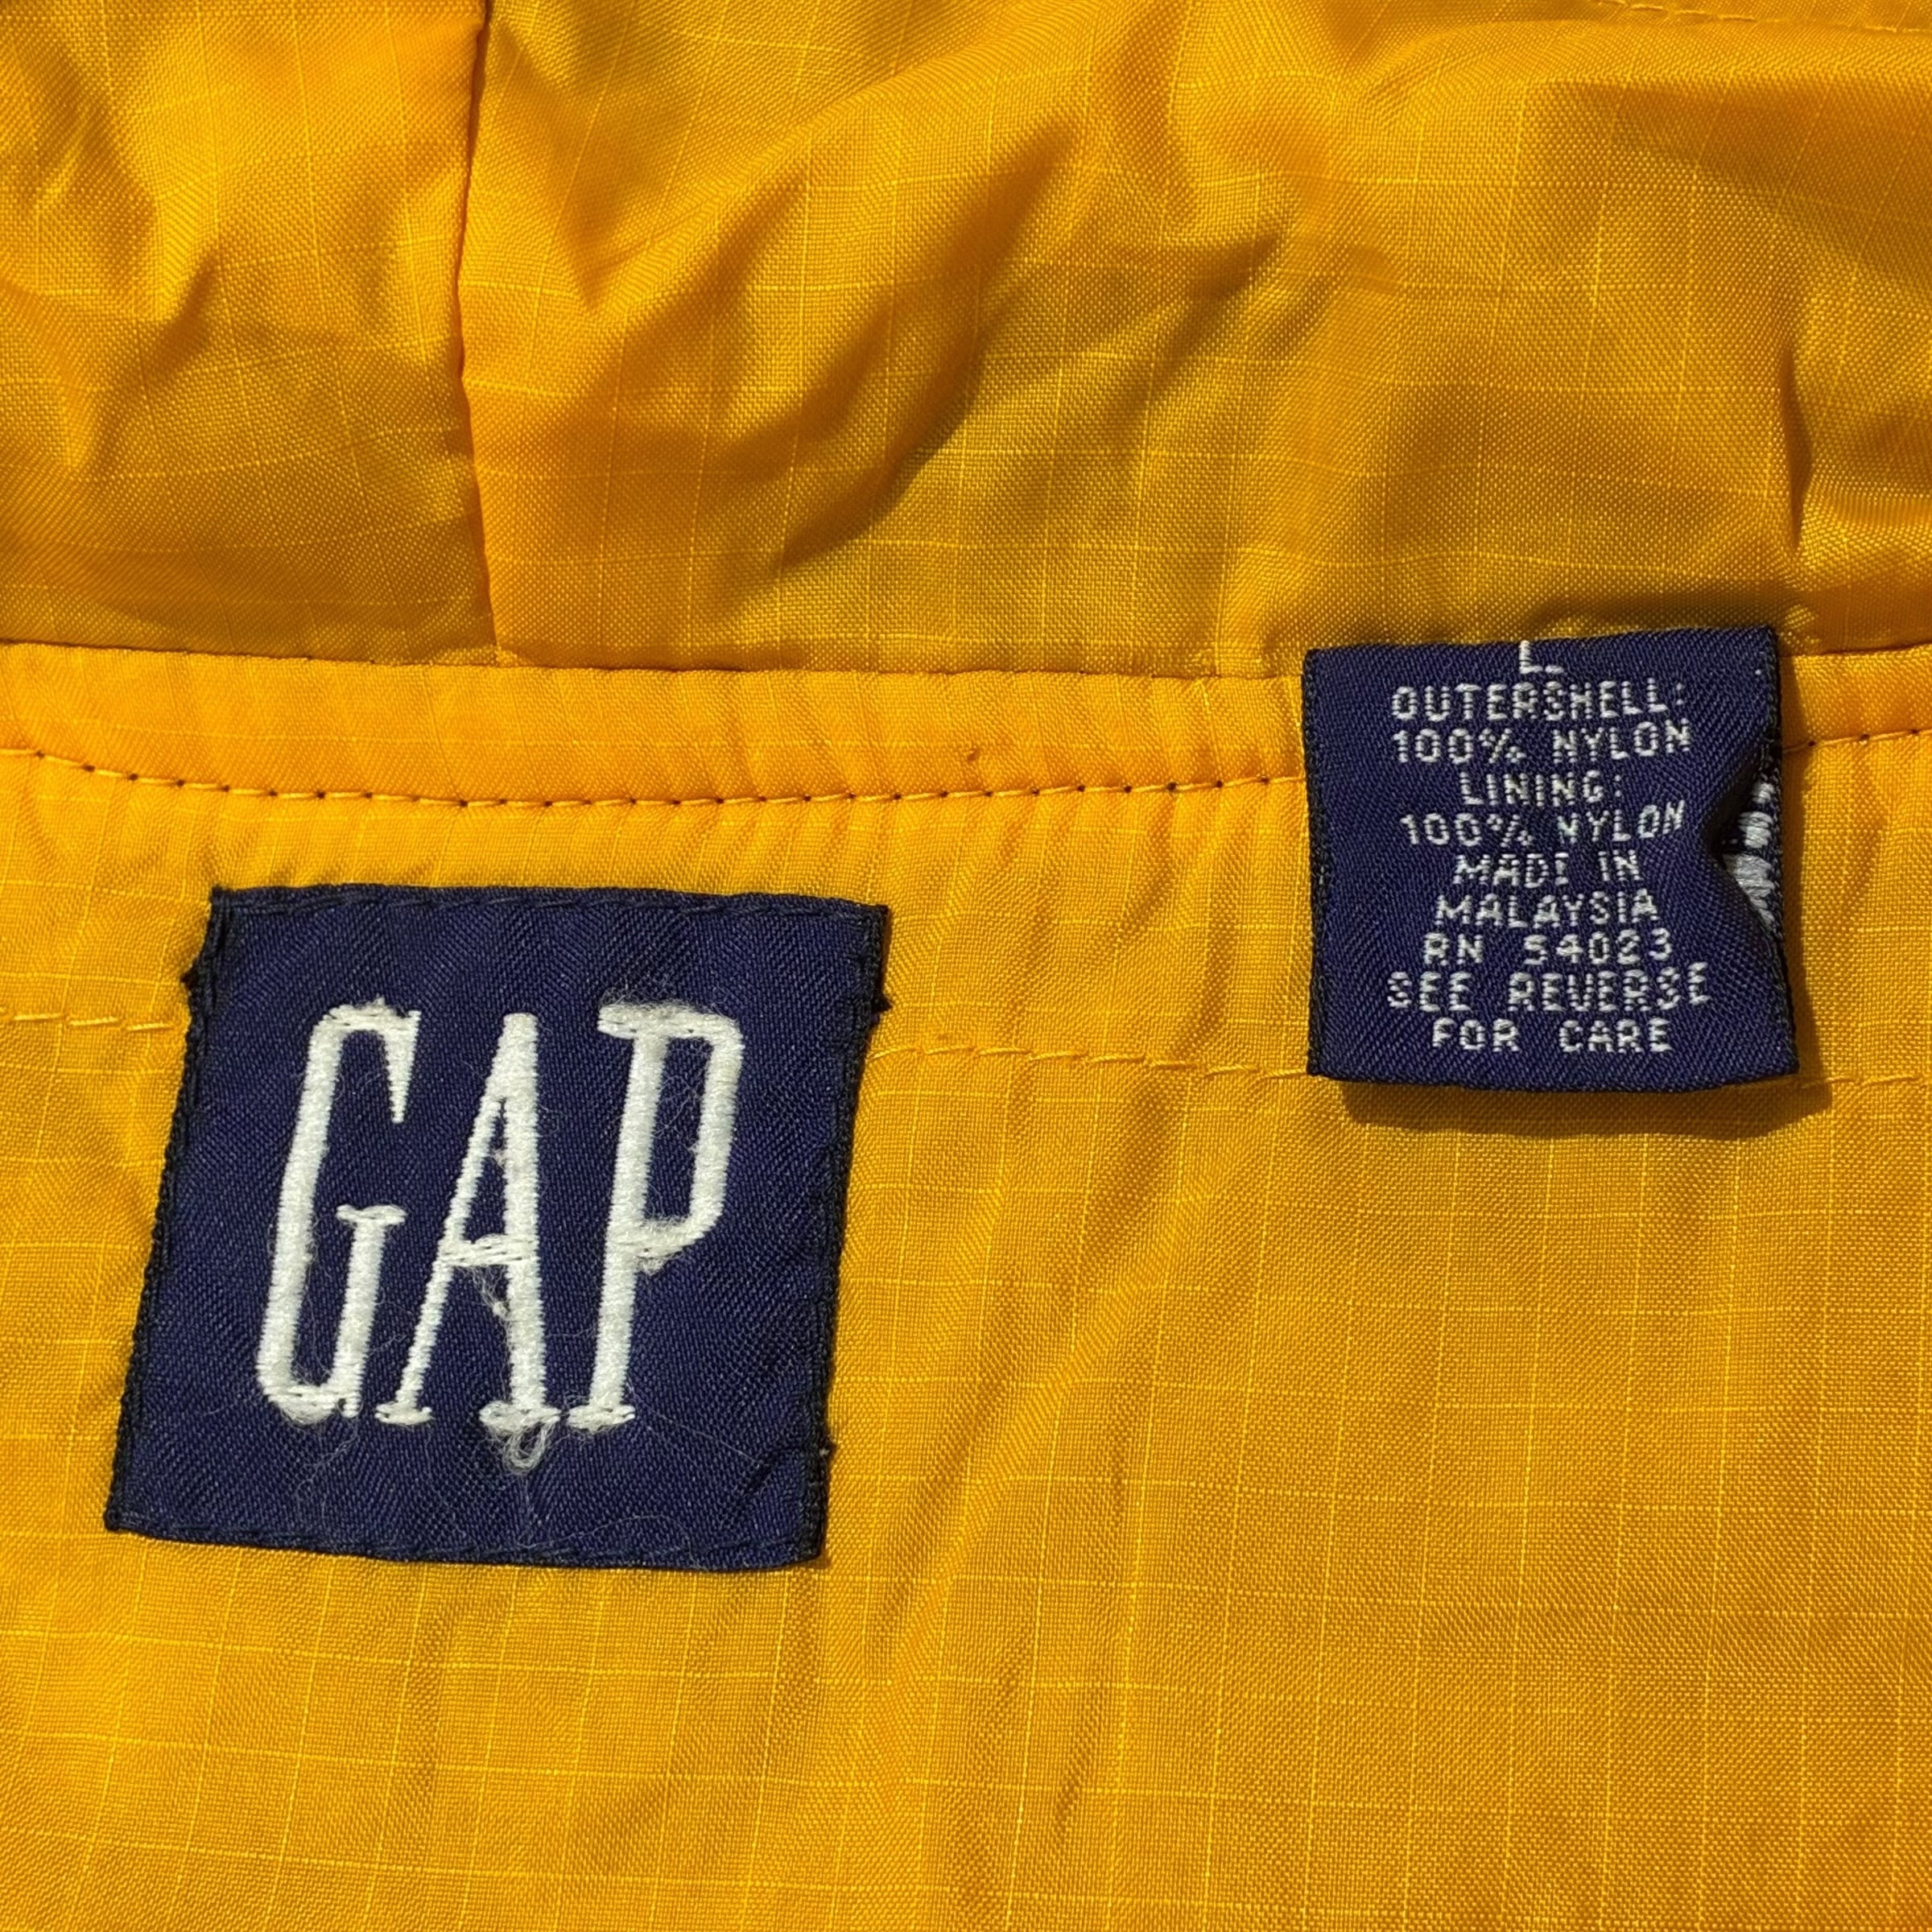 GAP
L
OUTERSHELL:
100% NYLON
LINING:
100% NYLON
MADE IN
MALAYSIA
RN 54023
SEE REVERSE
FOR CARE